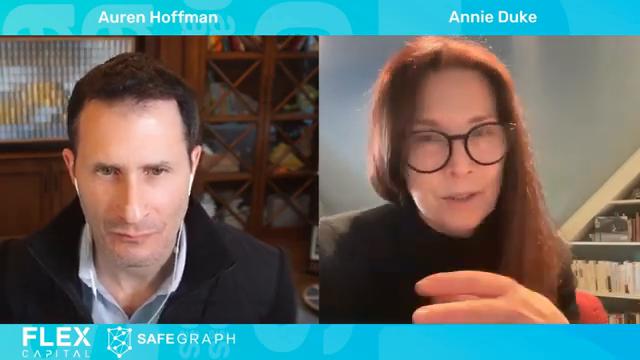 Auren Hoffman
Annie Duke
FLEX
CAPITAL
SAFEGRAPH